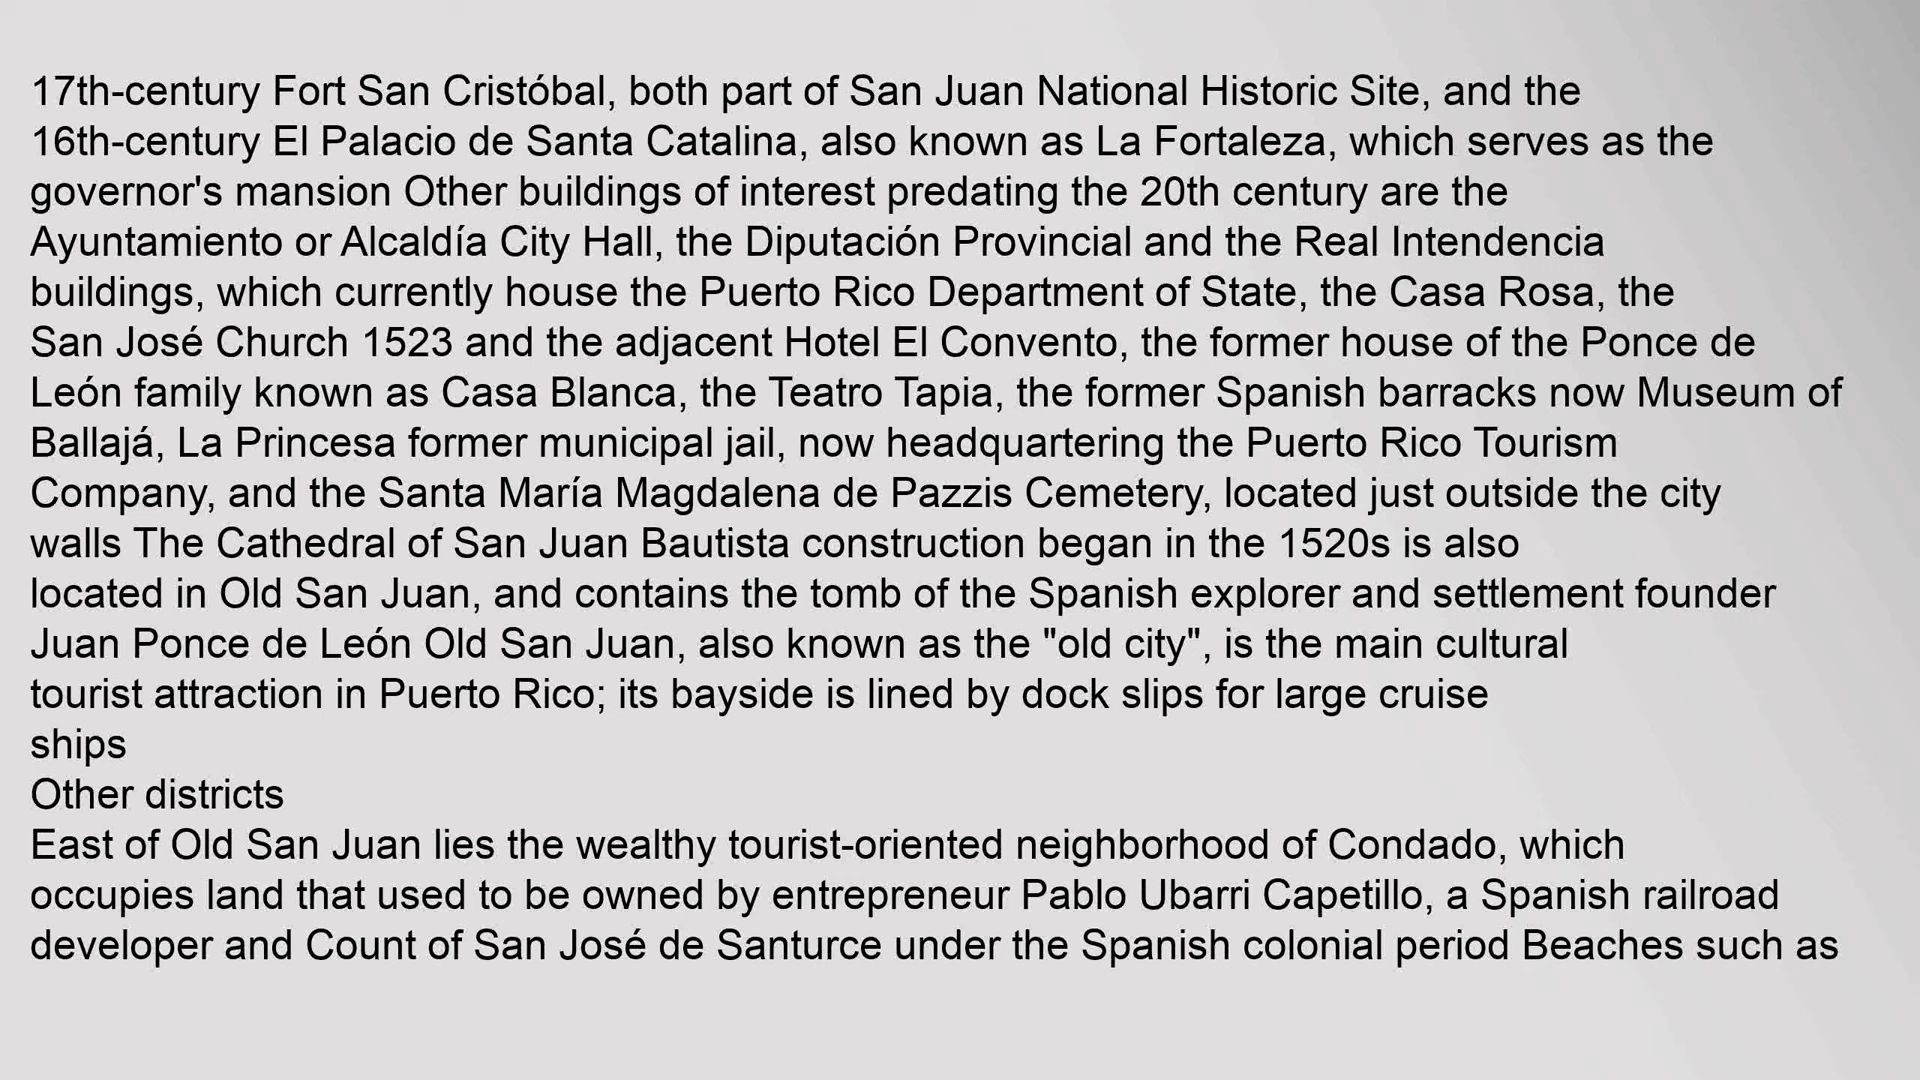 17th-century Fort San Cristóbal, both part of San Juan National Historic Site, and the
16th-century El Palacio de Santa Catalina, also known as La Fortaleza, which serves as the
governor's mansion Other buildings of interest predating the 20th century are the
Ayuntamiento or Alcaldía City Hall, the Diputación Provincial and the Real Intendencia
buildings, which currently house the Puerto Rico Department of State, the Casa Rosa, the
San José Church 1523 and the adjacent Hotel El Convento, the former house of the Ponce de
León family known as Casa Blanca, the Teatro Tapia, the former Spanish barracks now Museum of
Ballajá, La Princesa former municipal jail, now headquartering the Puerto Rico Tourism
Company, and the Santa María Magdalena de Pazzis Cemetery, located just outside the city
walls The Cathedral of San Juan Bautista construction began in the 1520s is also
located in Old San Juan, and contains the tomb of the Spanish explorer and settlement founder
Juan Ponce de León Old San Juan, also known as the "old city", is the main cultural
tourist attraction in Puerto Rico; its bayside is lined by dock slips for large cruise
ships
Other districts
East of Old San Juan lies the wealthy tourist-oriented neighborhood of Condado, which
occupies land that used to be owned by entrepreneur Pablo Ubarri Capetillo, a Spanish railroad
developer and Count of San José de Santurce under the Spanish colonial period Beaches such as